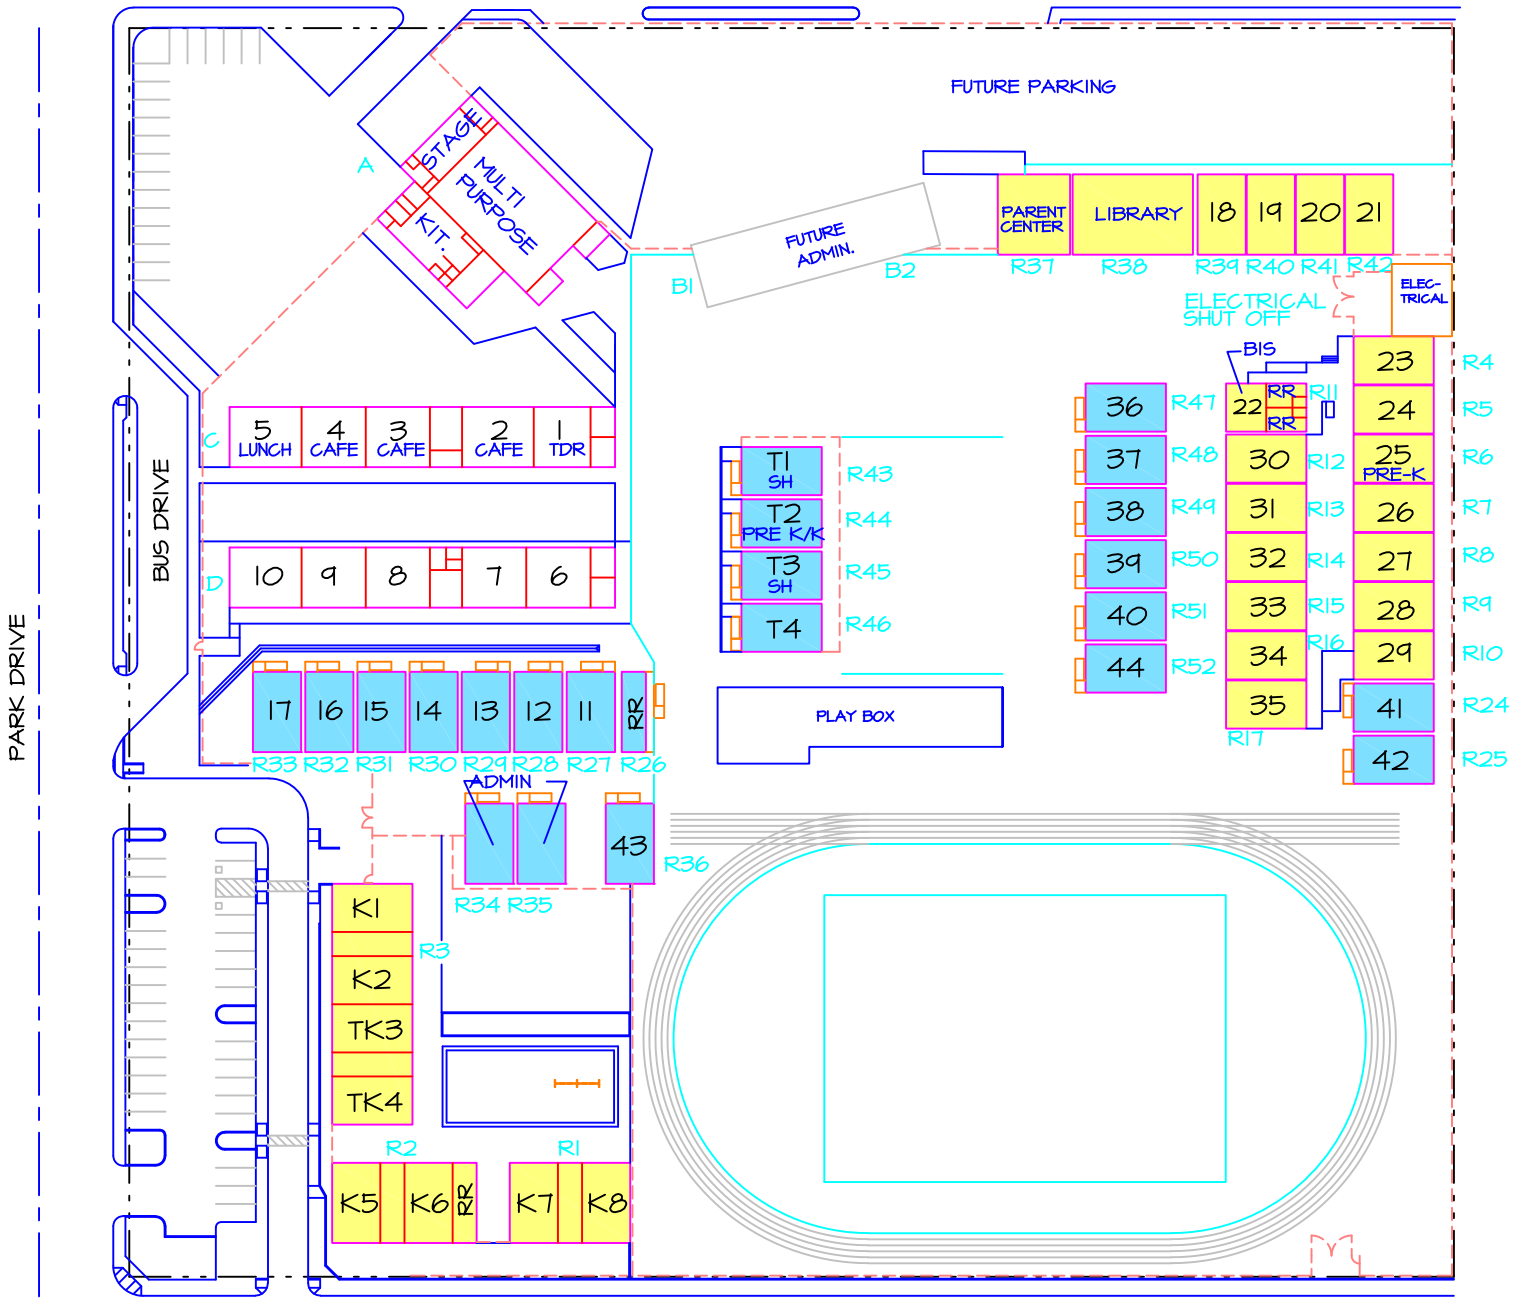 FUTURE PARKING
STAGE
A
MULTI
PURPOSE
KIT.
FUTURE
ADMIN.
B1
B2
PARENT
CENTER
LIBRARY
18
19
20
21
R37
R38
R39
R40
R41
R42
ELECTRICAL
SHUT OFF
ELEC-
TRICAL
BIS
23
R4
22
RR
RR
R11
24
R5
30
R12
25
PRE-K
R6
31
R13
26
R7
32
R14
27
R8
33
R15
28
R9
34
R16
29
R10
35
R17
41
R24
42
R25
36
R47
37
R48
38
R49
39
R50
40
R51
44
R52
C
5
LUNCH
4
CAFE
3
CAFE
2
CAFE
1
TDR
D
10
9
8
7
6
T1
SH
R43
T2
PRE K/K
R44
T3
SH
R45
T4
R46
PLAY BOX
BUS DRIVE
PARK DRIVE
17
16
15
14
13
12
11
RR
R33
R32
R31
R30
R29
R28
R27
R26
ADMIN
43
R36
R34
R35
K1
R3
K2
TK3
TK4
R2
R1
K5
K6
RR
K7
K8